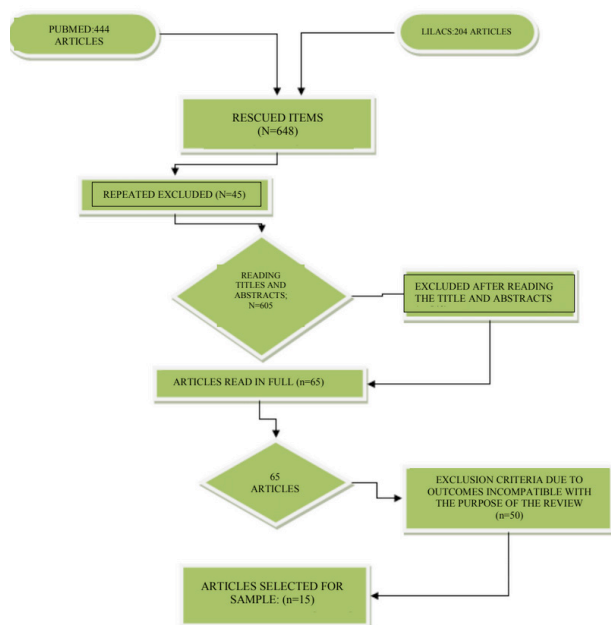 PUBMED:444
ARTICLES
LILACS:204 ARTICLES
RESCUED ITEMS
(N=648)
REPEATED EXCLUDED (N=45)
READING
TITLES AND
ABSTRACTS;
N=605
EXCLUDED AFTER READING
THE TITLE AND ABSTRACTS
ARTICLES READ IN FULL (n=65)
65
ARTICLES
EXCLUSION CRITERIA DUE TO
OUTCOMES INCOMPATIBLE WITH
THE PURPOSE OF THE REVIEW
(n=50)
ARTICLES SELECTED FOR
SAMPLE: (n=15)